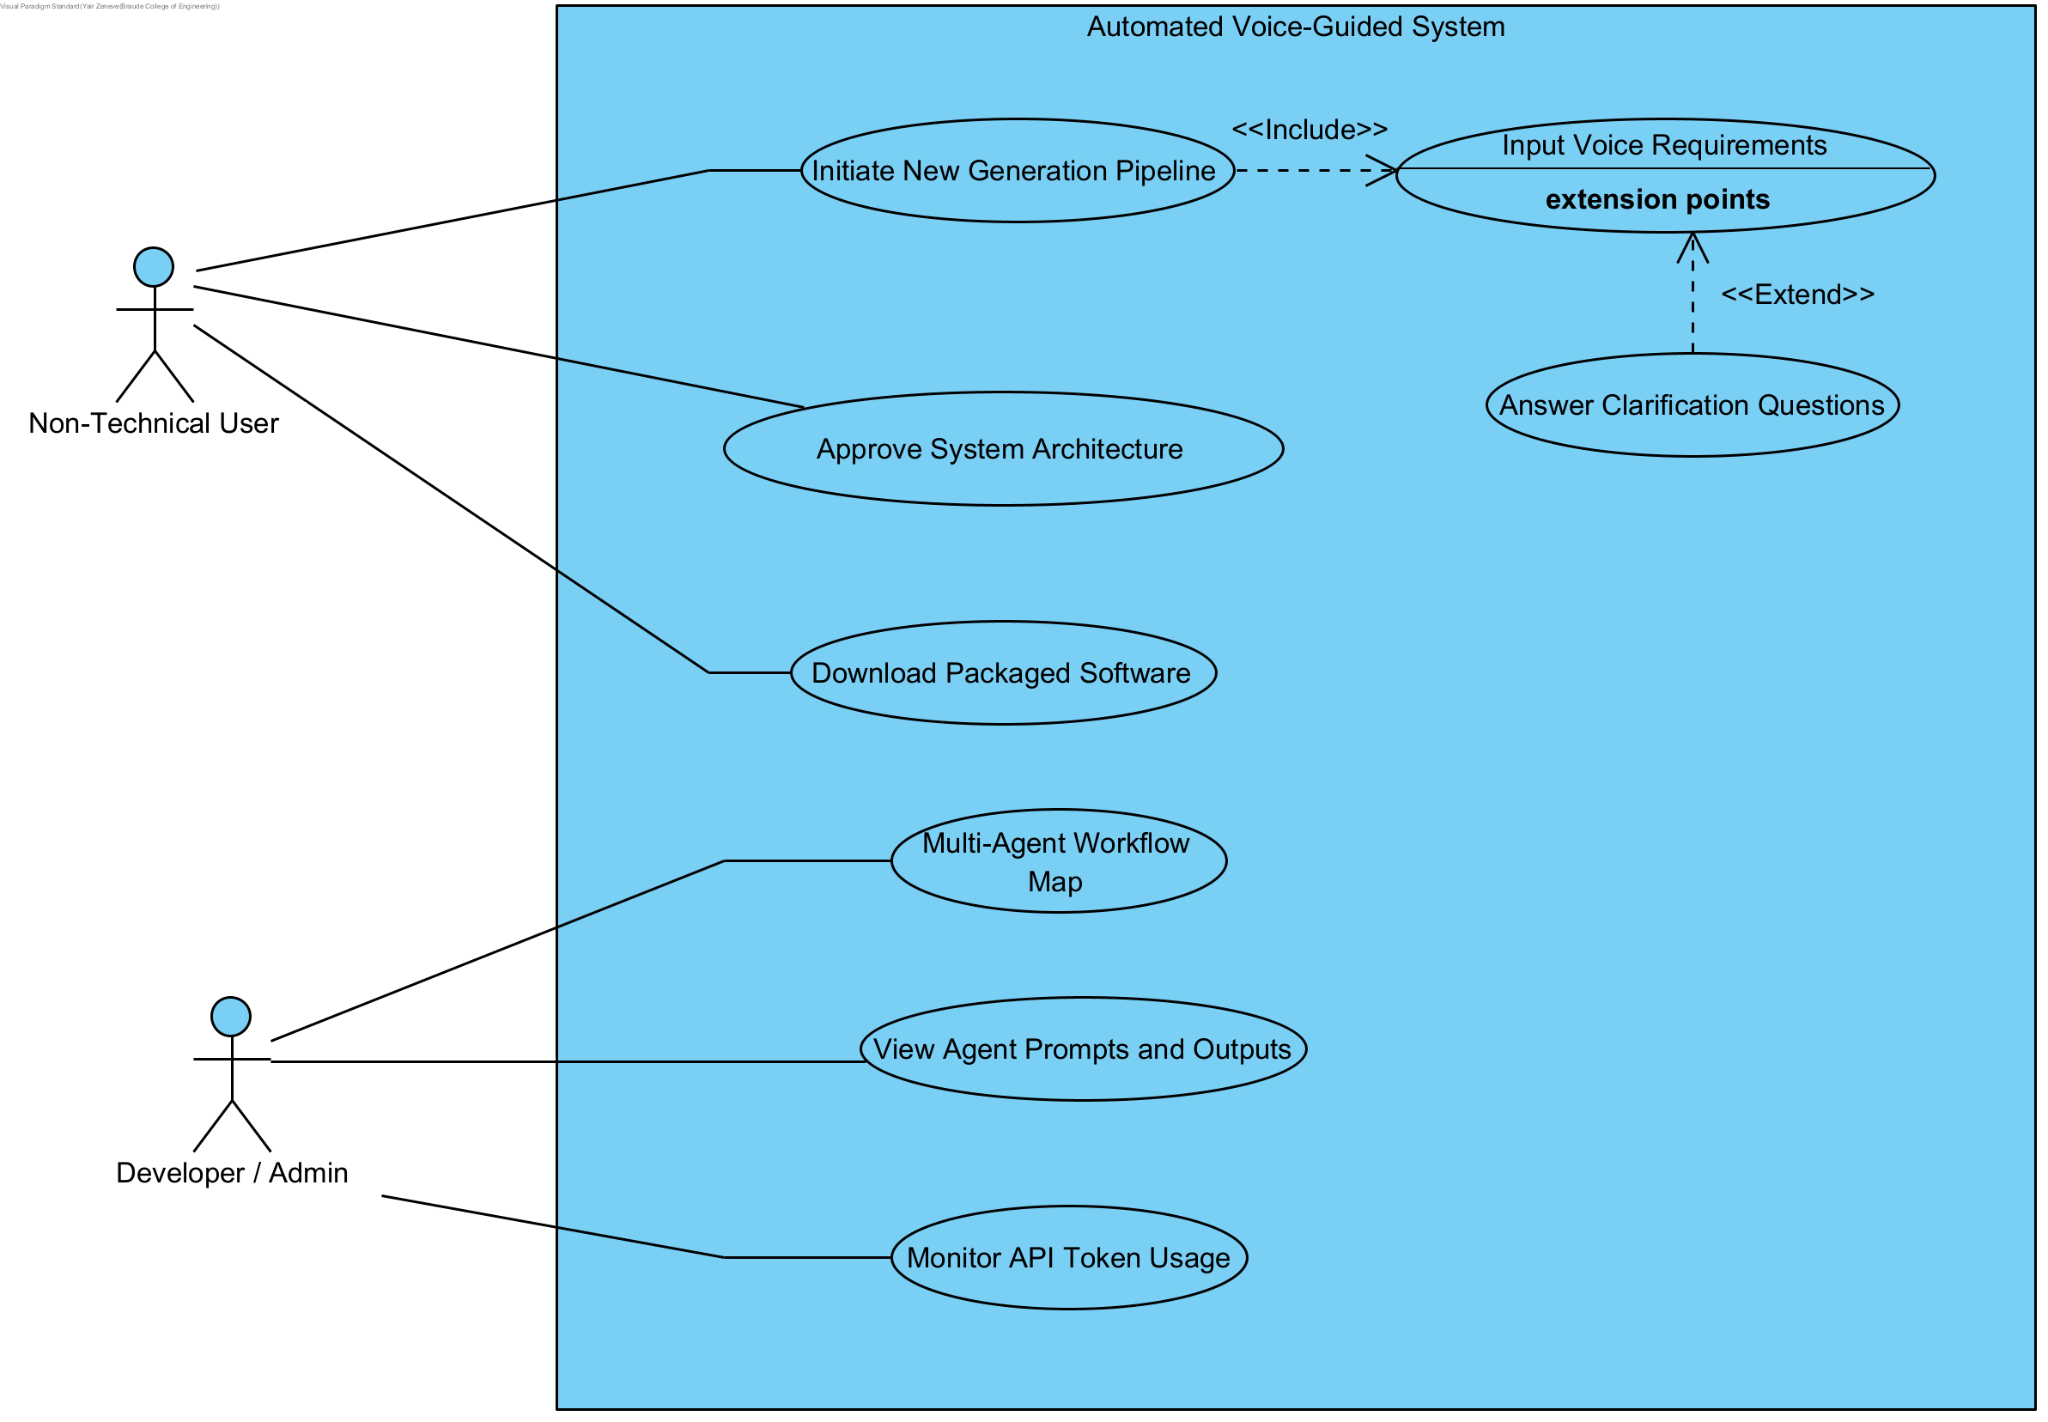 Visual Paradigm Standard(Yair Zeneve(Braude College of Engineering))
Automated Voice-Guided System
<<Include>>
Input Voice Requirements
Initiate New Generation Pipeline
extension points
<<Extend>>
Answer Clarification Questions
Non-Technical User
Approve System Architecture
Download Packaged Software
Multi-Agent Workflow
Map
View Agent Prompts and Outputs
Developer / Admin
Monitor API Token Usage